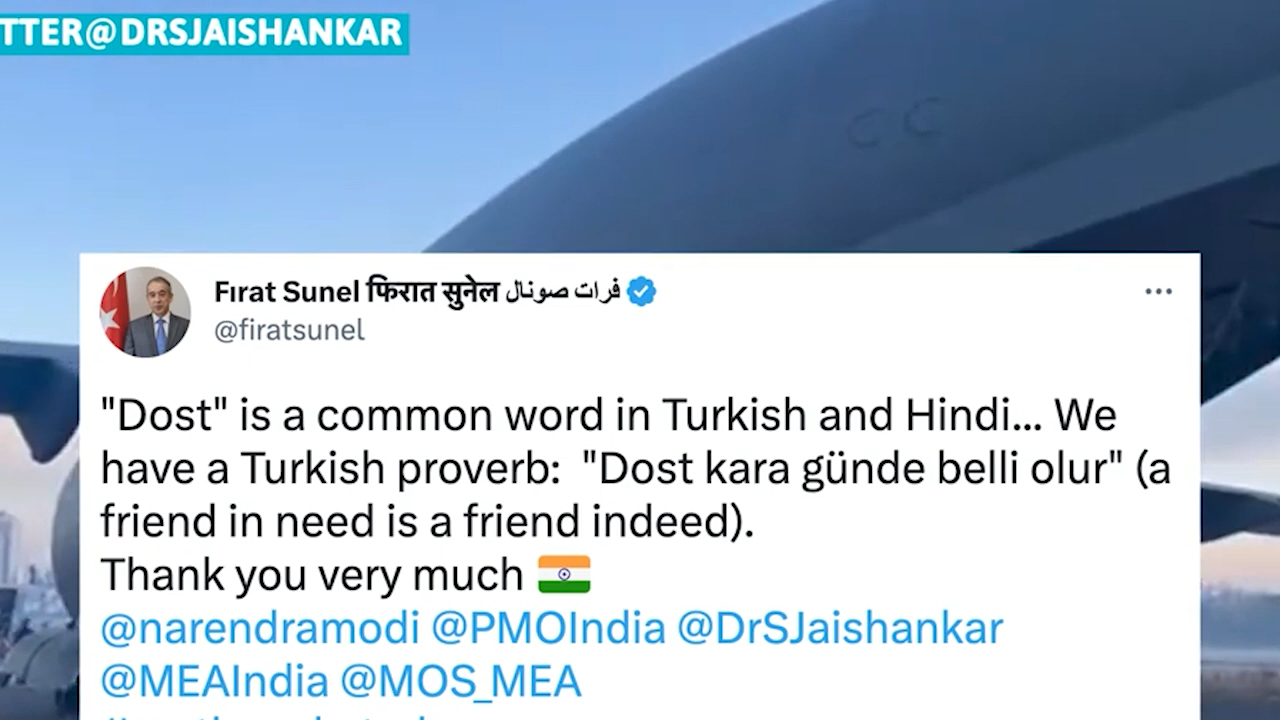 TTER@DRSJAISHANKAR
Fırat Sunel फिरात सुनेल فرات صونال
@firatsunel
"Dost" is a common word in Turkish and Hindi... We
have a Turkish proverb:  "Dost kara günde belli olur" (a
friend in need is a friend indeed).
Thank you very much 🇮🇳
@narendramodi @PMOIndia @DrSJaishankar
@MEAIndia @MOS_MEA